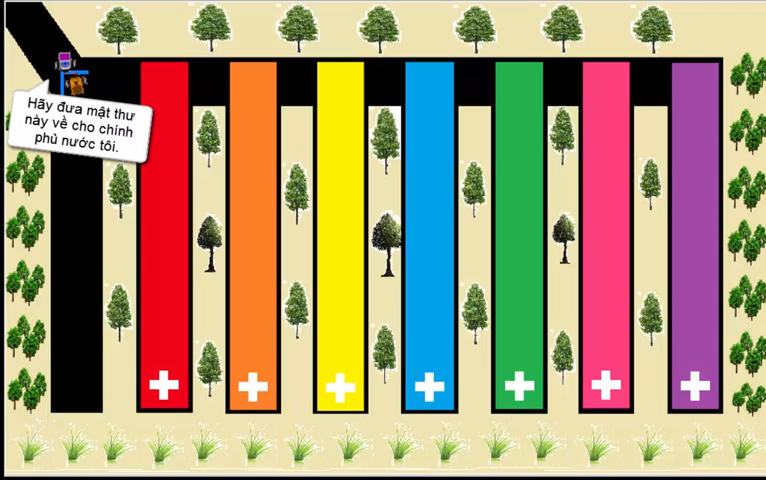 Hãy đưa mật thư
này về cho chính
phủ nước tôi.